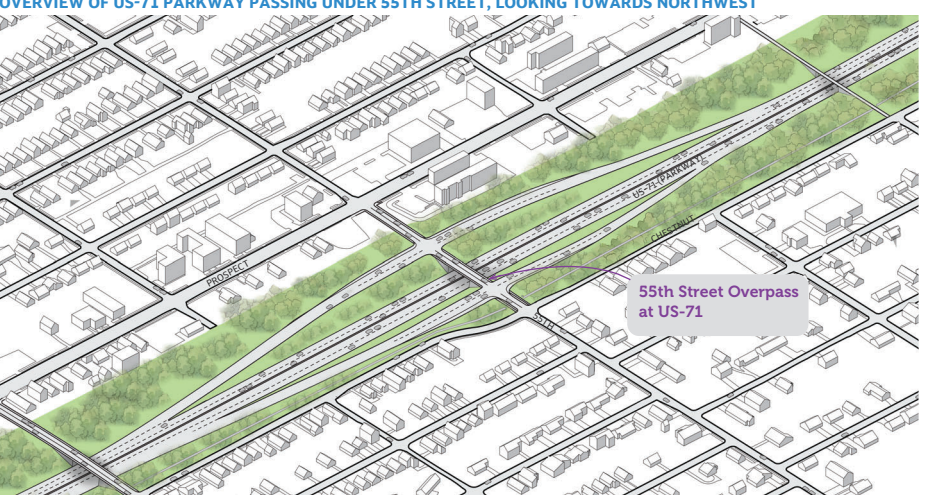 OVERVIEW OF US-71 PARKWAY PASSING UNDER 55TH STREET, LOOKING TOWARDS NORTHWEST
US-71 (PARKWAY)
CHESTNUT
PROSPECT
55th Street Overpass
at US-71
55TH